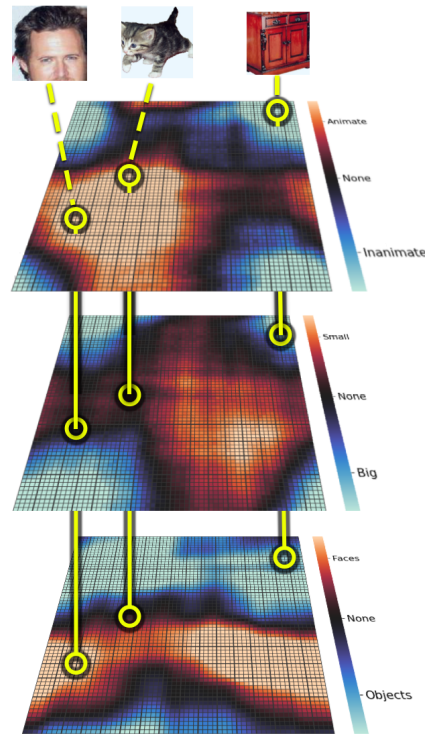 Animate
None
Inanimate
Small
None
Big
Faces
None
Objects